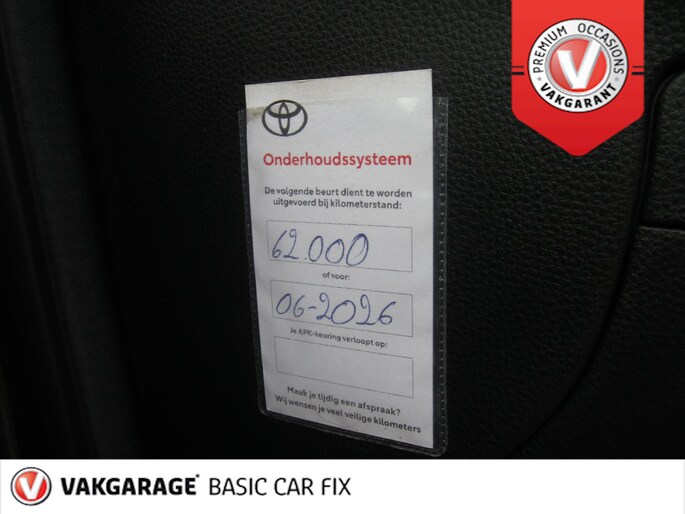 PREMIUM OCCASIONS
VAKGARANT
Onderhoudssysteem
De volgende beurt dient te worden
uitgevoerd bij kilometerstand:
62.000
of voor:
06-2026
Je APK-keuring verloopt op:
Maak je tijdig een afspraak?
Wij wensen je veel veilige kilometers
VAKGARAGE BASIC CAR FIX